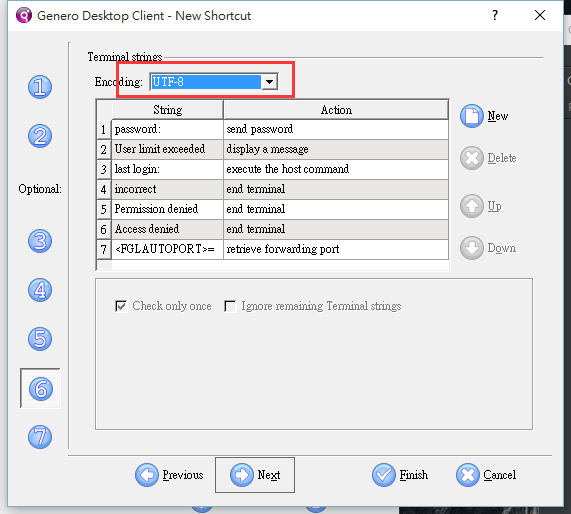 Genero Desktop Client - New Shortcut
Terminal strings
Encoding: UTF-8
String Action
1 password: send password
2 User limit exceeded display a message
3 last login: execute the host command
4 incorrect end terminal
5 Permission denied end terminal
6 Access denied end terminal
7 <FGLAUTOPORT>= retrieve forwarding port
New
Delete
Up
Down
1
2
Optional:
3
4
5
6
7
Check only once Ignore remaining Terminal strings
Previous Next Finish Cancel